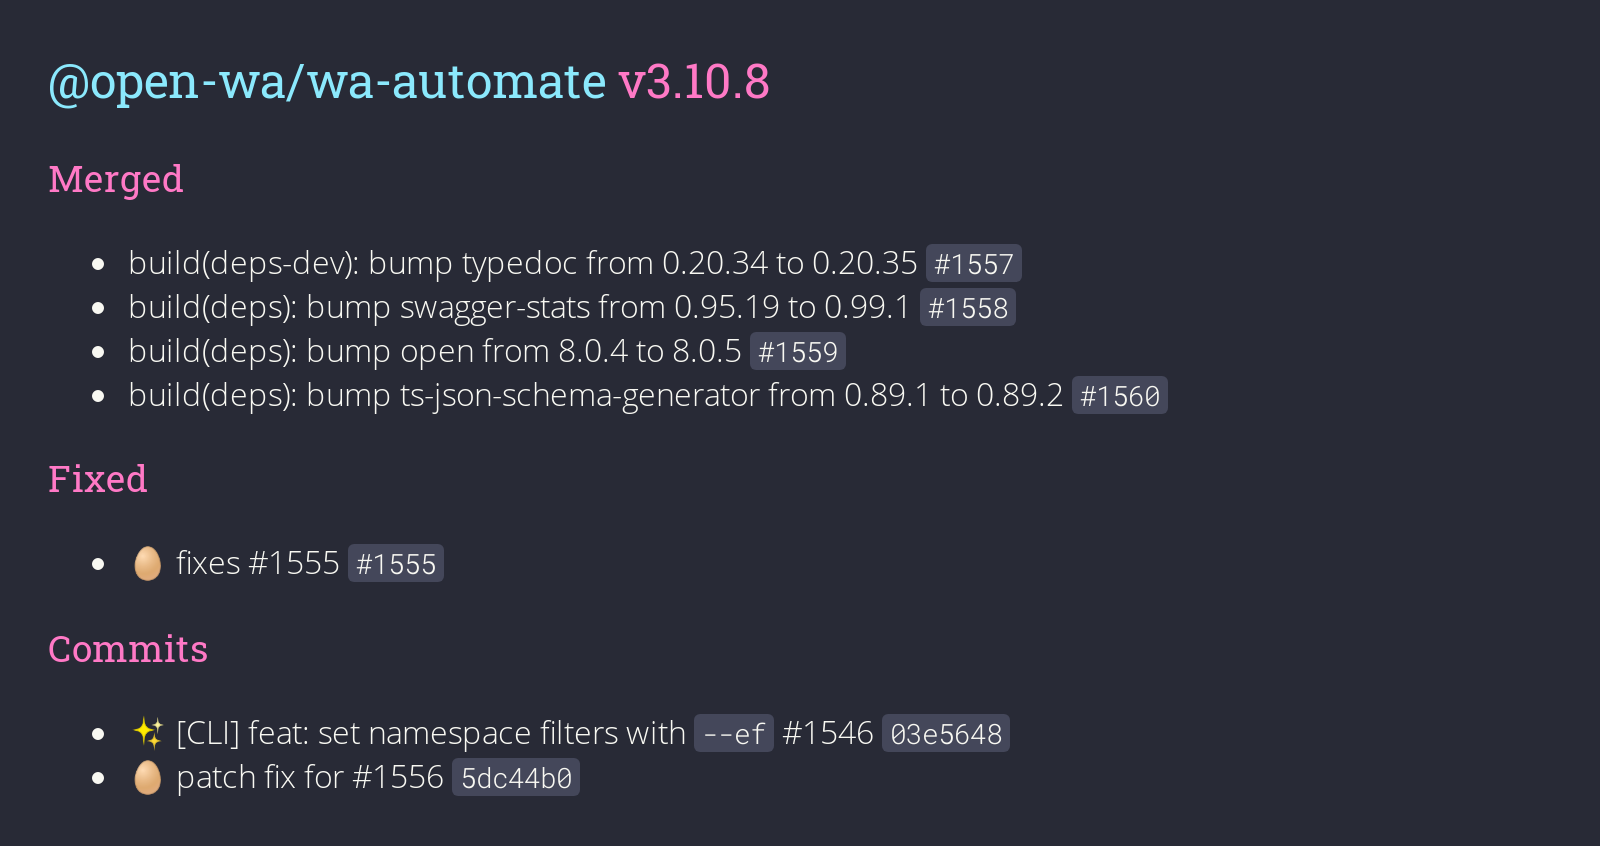 @open-wa/wa-automate v3.10.8
Merged
build(deps-dev): bump typedoc from 0.20.34 to 0.20.35 #1557
build(deps): bump swagger-stats from 0.95.19 to 0.99.1 #1558
build(deps): bump open from 8.0.4 to 8.0.5 #1559
build(deps): bump ts-json-schema-generator from 0.89.1 to 0.89.2 #1560
Fixed
🥚 fixes #1555 #1555
Commits
✨ [CLI] feat: set namespace filters with --ef #1546 03e5648
🥚 patch fix for #1556 5dc44b0